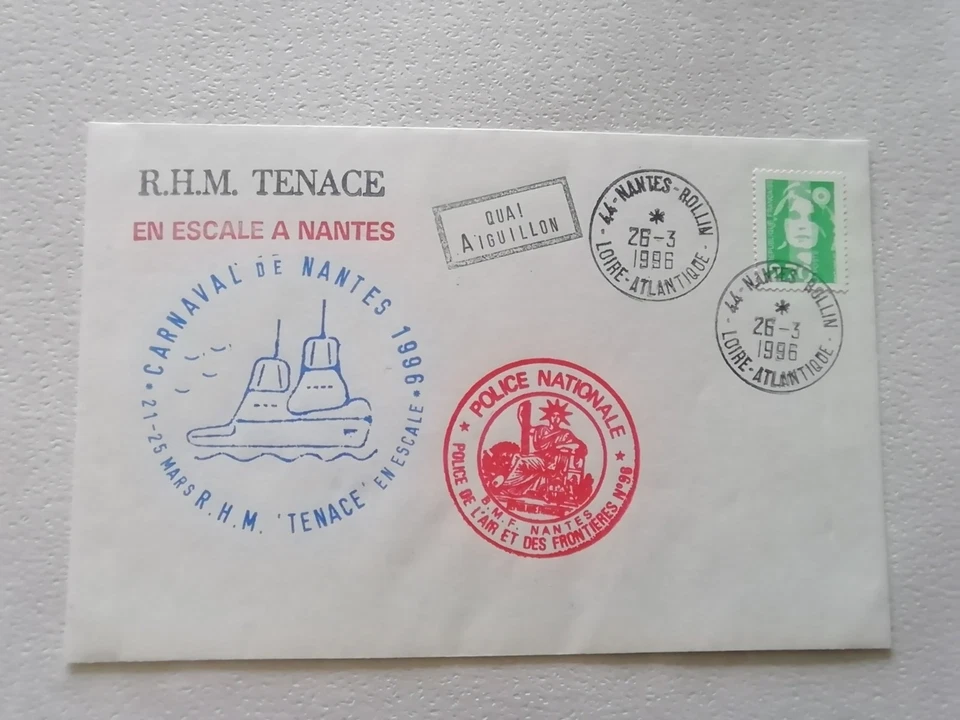 R.H.M. TENACE
EN ESCALE A NANTES
QUAI
A'IGUILLON
44-NANTES-ROLLIN
*
26-3
1996
LOIRE-ATLANTIQUE
44-NANTES-ROLLIN
*
26-3
1996
LOIRE-ATLANTIQUE
• CARNAVAL DE NANTES 1996 •
21-25 MARS R.H.M. 'TENACE' EN ESCALE
* POLICE NATIONALE *
B.M.F. NANTES
POLICE DE L'AIR ET DES FRONTIERES N°96